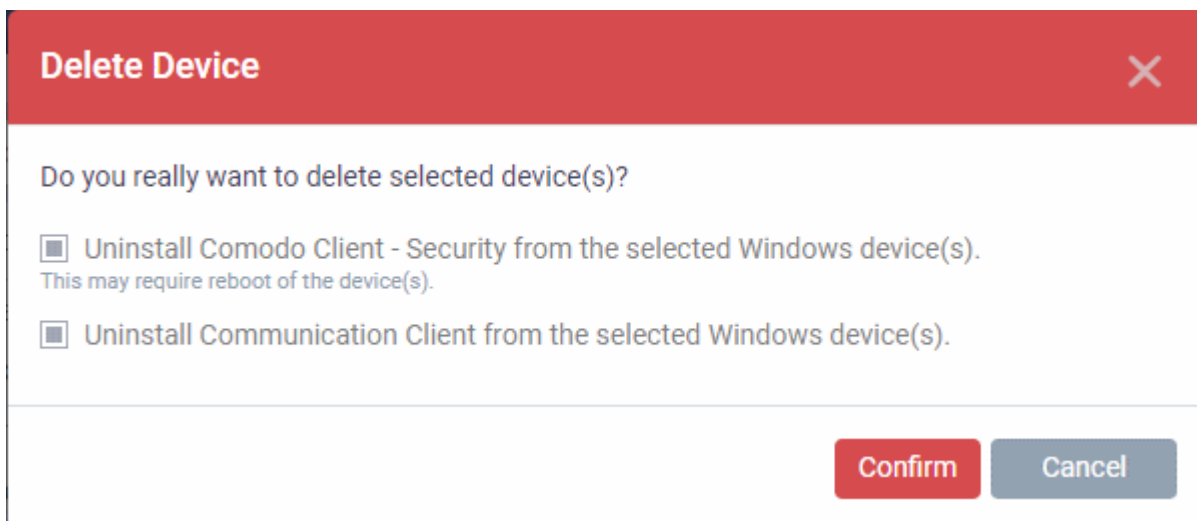 Delete Device
Do you really want to delete selected device(s)?
Uninstall Comodo Client - Security from the selected Windows device(s).
This may require reboot of the device(s).
Uninstall Communication Client from the selected Windows device(s).
Confirm Cancel